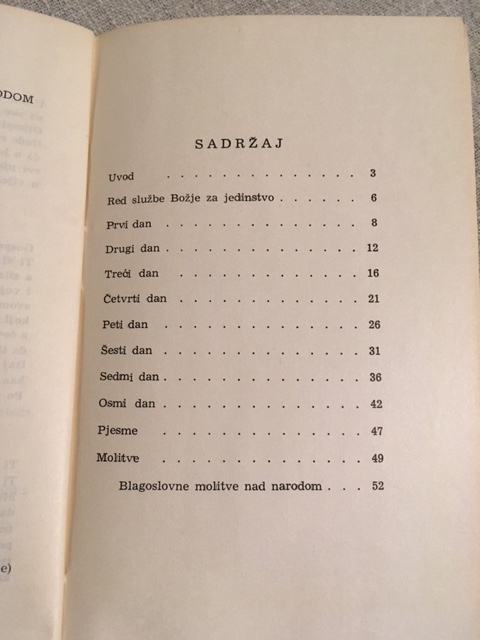 ODOM
SADRŽAJ
Uvod . . . . . . . . . . . . . . 3
Red službe Božje za jedinstvo . . . . . . 6
Prvi dan . . . . . . . . . . . . . 8
Drugi dan . . . . . . . . . . . . . . 12
Treći dan . . . . . . . . . . . . . 16
Četvrti dan . . . . . . . . . . . . . 21
Peti dan . . . . . . . . . . . . . . 26
Šesti dan . . . . . . . . . . . . . . 31
Sedmi dan . . . . . . . . . . . . . . 36
Osmi dan . . . . . . . . . . . . . . 42
Pjesme . . . . . . . . . . . . . . 47
Molitve . . . . . . . . . . . . . . 49
Blagoslovne molitve nad narodom . . . 52
e)